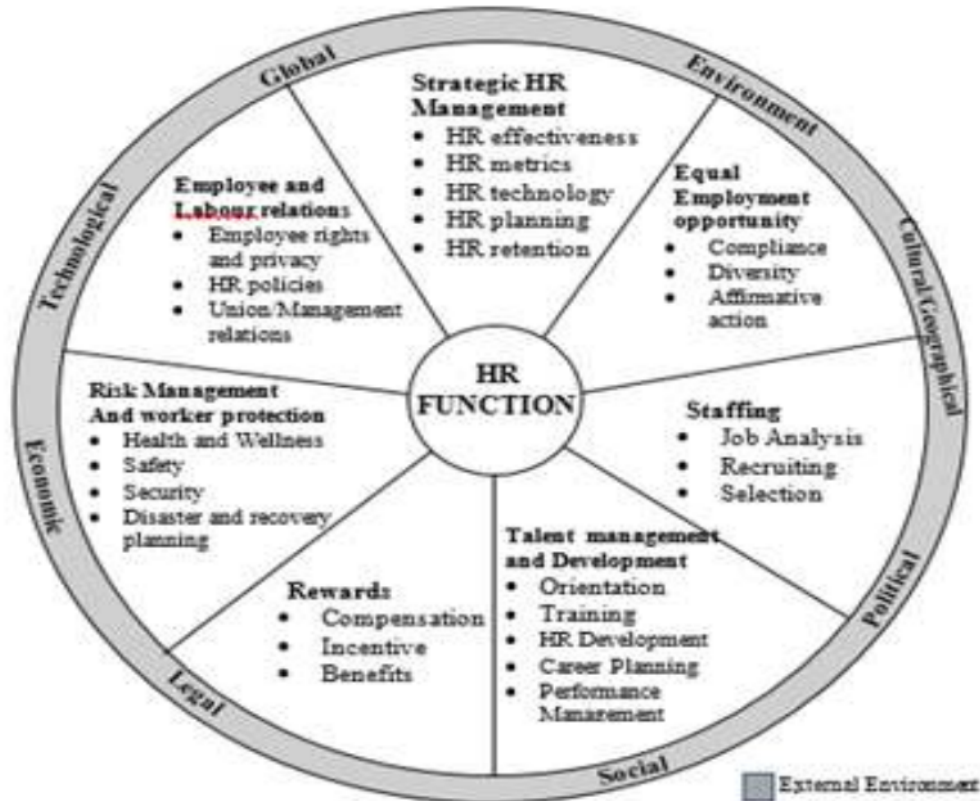 Global
Environment
Technological
Cultural/Geographical
Economic
Political
Legal
Social
Strategic HR
Management
• HR effectiveness
• HR metrics
• HR technology
• HR planning
• HR retention
Equal
Employment
opportunity
• Compliance
• Diversity
• Affirmative
action
Employee and
Labour relations
• Employee rights
and privacy
• HR policies
• Union/Management
relations
HR
FUNCTION
Risk Management
And worker protection
• Health and Wellness
• Safety
• Security
• Disaster and recovery
planning
Staffing
• Job Analysis
• Recruiting
• Selection
Rewards
• Compensation
• Incentive
• Benefits
Talent management
and Development
• Orientation
• Training
• HR Development
• Career Planning
• Performance
Management
External Environment